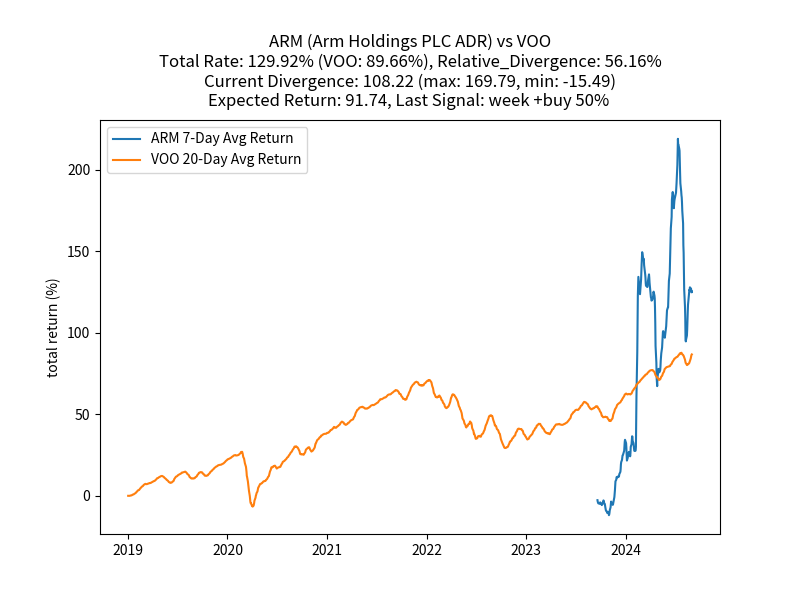 ARM (Arm Holdings PLC ADR) vs VOO
Total Rate: 129.92% (VOO: 89.66%), Relative_Divergence: 56.16%
Current Divergence: 108.22 (max: 169.79, min: -15.49)
Expected Return: 91.74, Last Signal: week +buy 50%
ARM 7-Day Avg Return
VOO 20-Day Avg Return
total return (%)
200
150
100
50
0
2019 2020 2021 2022 2023 2024